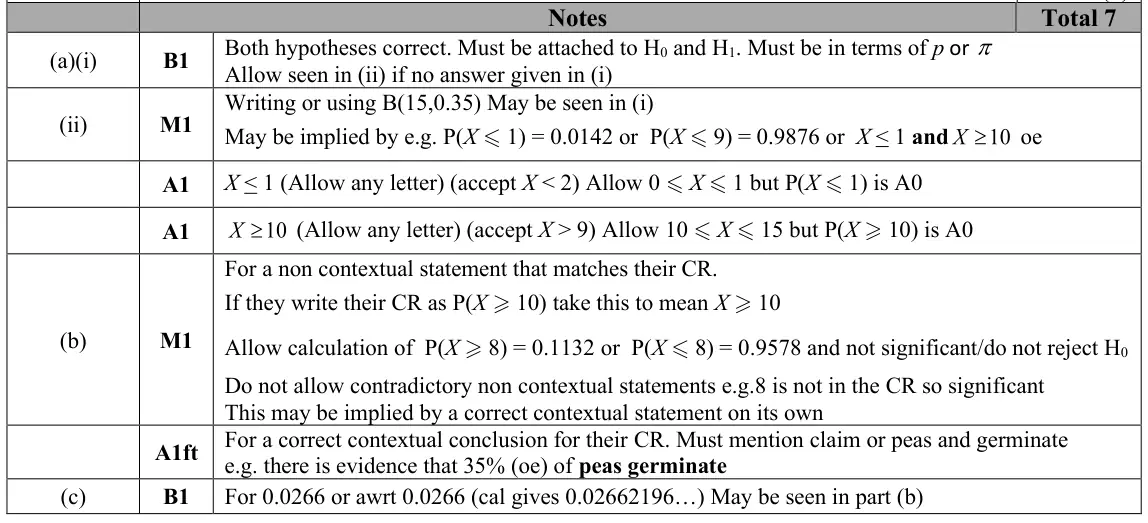 Notes Total 7
(a)(i) B1 Both hypotheses correct. Must be attached to H₀ and H₁. Must be in terms of p or π
Allow seen in (ii) if no answer given in (i)
(ii) M1 Writing or using B(15,0.35) May be seen in (i)
May be implied by e.g. P(X ⩽ 1) = 0.0142 or P(X ⩽ 9) = 0.9876 or X ≤ 1 and X ≥ 10 oe
A1 X ≤ 1 (Allow any letter) (accept X < 2) Allow 0 ⩽ X ⩽ 1 but P(X ⩽ 1) is A0
A1 X ≥ 10 (Allow any letter) (accept X > 9) Allow 10 ⩽ X ⩽ 15 but P(X ⩾ 10) is A0
(b) M1 For a non contextual statement that matches their CR.
If they write their CR as P(X ⩾ 10) take this to mean X ⩾ 10
Allow calculation of P(X ⩾ 8) = 0.1132 or P(X ⩽ 8) = 0.9578 and not significant/do not reject H₀
Do not allow contradictory non contextual statements e.g.8 is not in the CR so significant
This may be implied by a correct contextual statement on its own
A1ft For a correct contextual conclusion for their CR. Must mention claim or peas and germinate
e.g. there is evidence that 35% (oe) of peas germinate
(c) B1 For 0.0266 or awrt 0.0266 (cal gives 0.02662196…) May be seen in part (b)